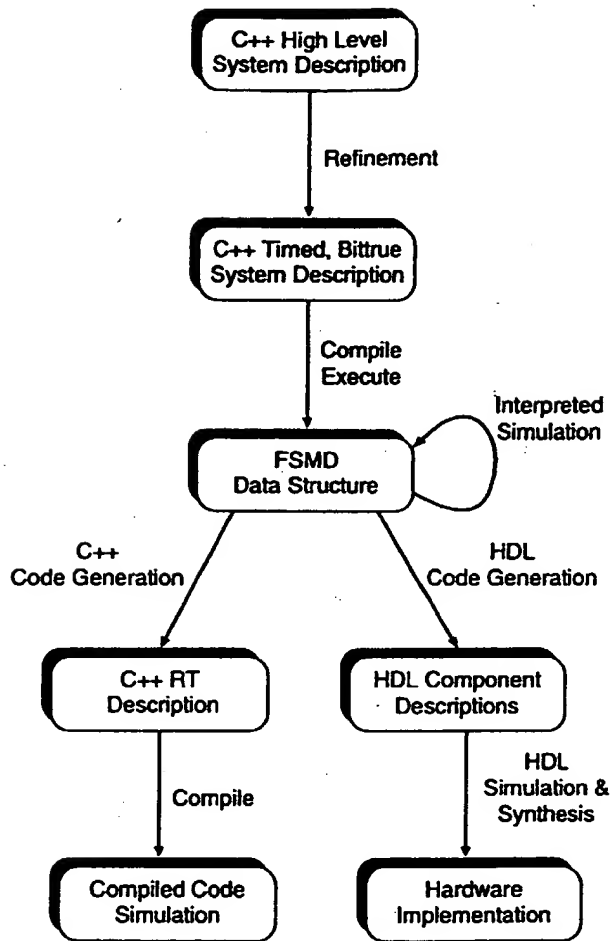 C++ High Level
System Description
Refinement
C++ Timed, Bittrue
System Description
Compile
Execute
Interpreted
Simulation
FSMD
Data Structure
C++
Code Generation
HDL
Code Generation
C++ RT
Description
HDL Component
Descriptions
Compile
HDL
Simulation &
Synthesis
Compiled Code
Simulation
Hardware
Implementation